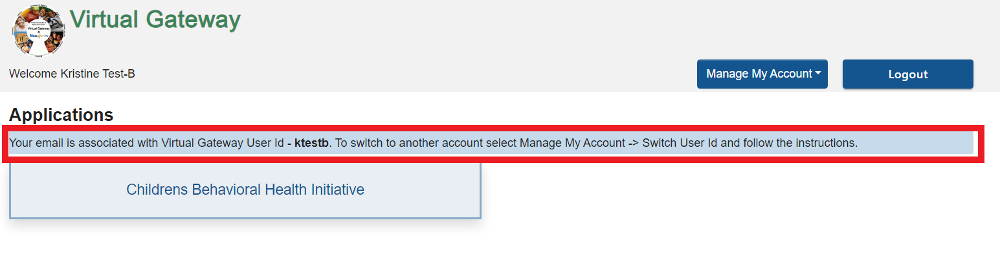 Virtual Gateway
Virtual Gateway
Welcome Kristine Test-B
Manage My Account
Logout
Applications
Your email is associated with Virtual Gateway User Id - ktestb. To switch to another account select Manage My Account -> Switch User Id and follow the instructions.
Childrens Behavioral Health Initiative